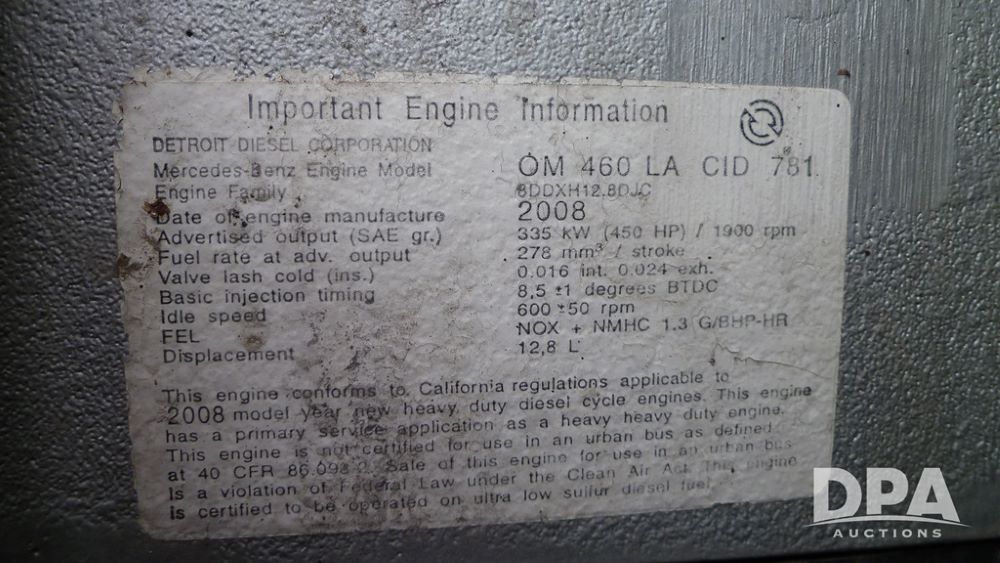 Important Engine Information
DETROIT DIESEL CORPORATION
Mercedes-Benz Engine Model OM 460 LA CID 781
Engine Family 8DDXH12.8DJC
Date of engine manufacture 2008
Advertised output (SAE gr.) 335 KW (450 HP) / 1900 rpm
Fuel rate at adv. output 278 mm³ / stroke
Valve lash cold (ins.) 0.016 int. 0.024 exh.
Basic injection timing 8,5 ±1 degrees BTDC
Idle speed 600 ±50 rpm
FEL NOX + NMHC 1.3 G/BHP-HR
Displacement 12,8 L
This engine conforms to California regulations applicable to
2008 model year new heavy duty diesel cycle engines. This engine
has a primary service application as a heavy heavy duty engine.
This engine is not certified for use in an urban bus as defined
at 40 CFR 86.093-2. Sale of this engine for use in an urban bus
Is a violation of Federal Law under the Clean Air Act. This engine
Is certified to be operated on ultra low sulfur diesel fuel.
DPA
AUCTIONS